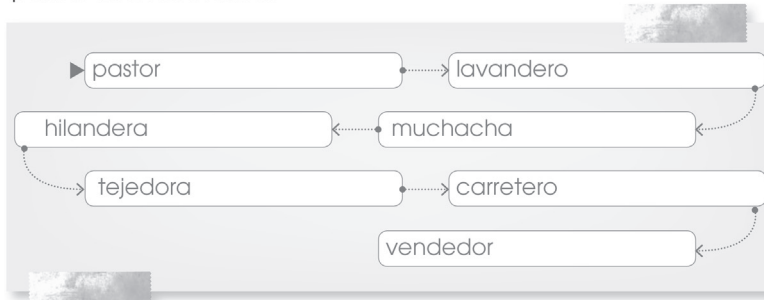 pastor
lavandero
muchacha
hilandera
tejedora
carretero
vendedor